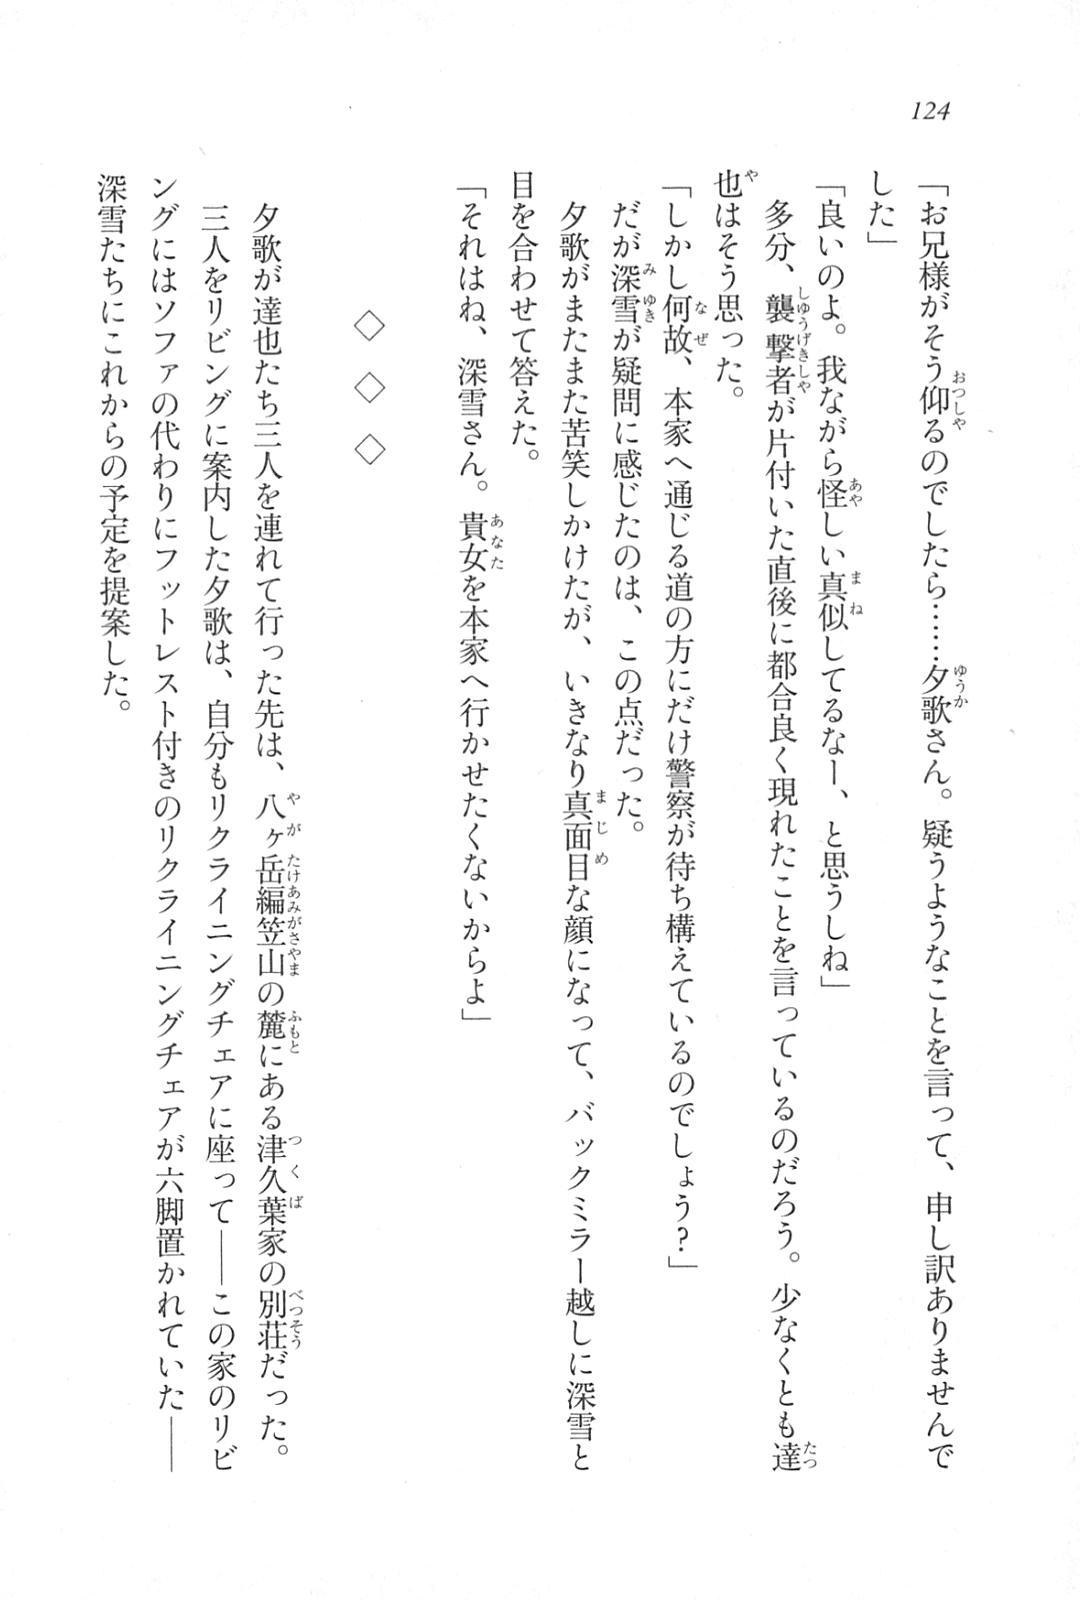 124
「お兄様がそう仰るのでしたら……夕歌さん。疑うようなことを言って、申し訳ありませんで
した」
「良いのよ。我ながら怪しい真似してるなー、と思うしね」
多分、襲撃者が片付いた直後に都合良く現れたことを言っているのだろう。少なくとも達
也はそう思った。
「しかし何故、本家へ通じる道の方にだけ警察が待ち構えているのでしょう?」
だが深雪が疑問に感じたのは、この点だった。
夕歌がまたまた苦笑しかけたが、いきなり真面目な顔になって、バックミラー越しに深雪と
目を合わせて答えた。
「それはね、深雪さん。貴女を本家へ行かせたくないからよ」
◇ ◇ ◇
夕歌が達也たち三人を連れて行った先は、八ヶ岳編笠山の麓にある津久葉家の別荘だった。
三人をリビングに案内した夕歌は、自分もリクライニングチェアに座って――この家のリビ
ングにはソファの代わりにフットレスト付きのリクライニングチェアが六脚置かれていた――
深雪たちにこれからの予定を提案した。